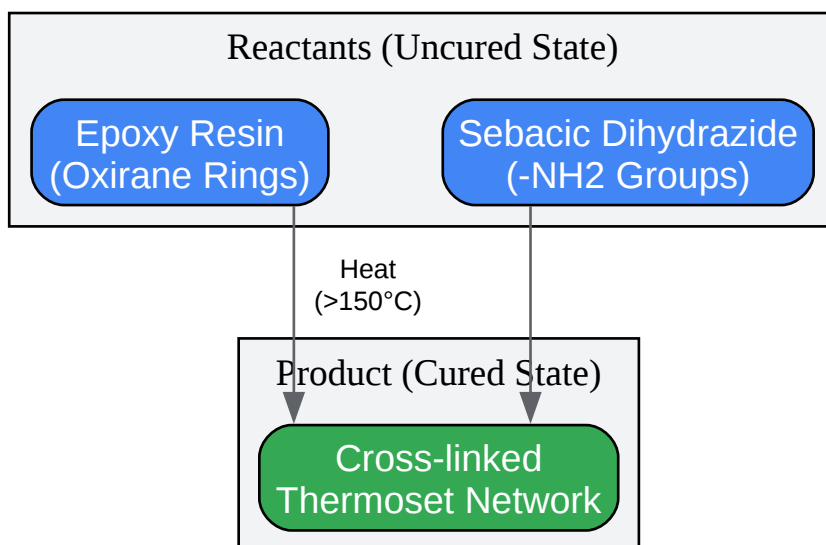 Reactants (Uncured State)
Epoxy Resin
(Oxirane Rings)
Sebacic Dihydrazide
(-NH2 Groups)
Heat
(>150°C)
Product (Cured State)
Cross-linked
Thermoset Network